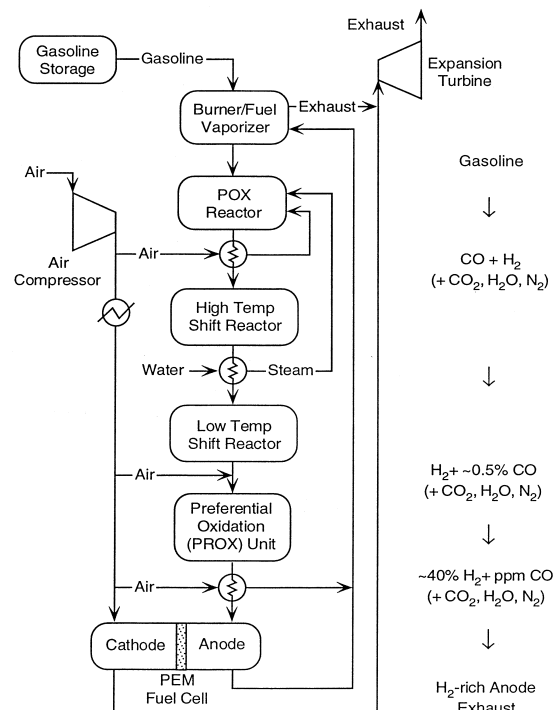 Exhaust
Gasoline
Storage
Gasoline
Expansion
Turbine
Burner/Fuel
Vaporizer
Exhaust
Gasoline
Air
POX
Reactor
Air
Compressor
Air
CO + H2
(+ CO2, H2O, N2)
High Temp
Shift Reactor
Water
Steam
Low Temp
Shift Reactor
Air
H2+ ~0.5% CO
(+ CO2, H2O, N2)
Preferential
Oxidation
(PROX) Unit
Air
~40% H2+ ppm CO
(+ CO2, H2O, N2)
Cathode
Anode
PEM
Fuel Cell
H2-rich Anode
Exhaust